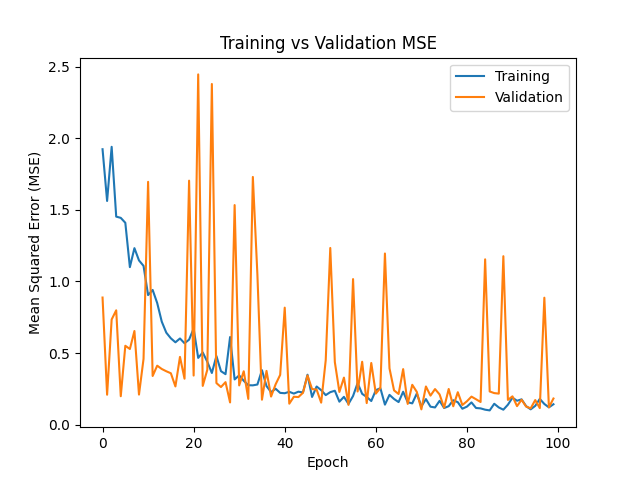 Training vs Validation MSE
Training
Validation
2.5
2.0
1.5
1.0
0.5
0.0
Mean Squared Error (MSE)
0
20
40
60
80
100
Epoch